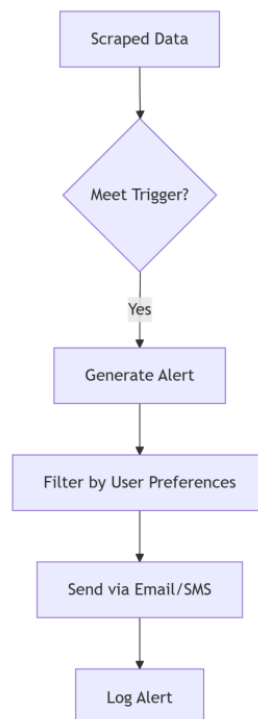 Scraped Data
Meet Trigger?
Yes
Generate Alert
Filter by User Preferences
Send via Email/SMS
Log Alert